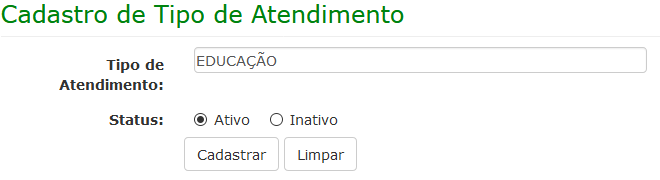 Cadastro de Tipo de Atendimento
Tipo de
Atendimento:
EDUCAÇÃO
Status:
Ativo
Inativo
Cadastrar
Limpar